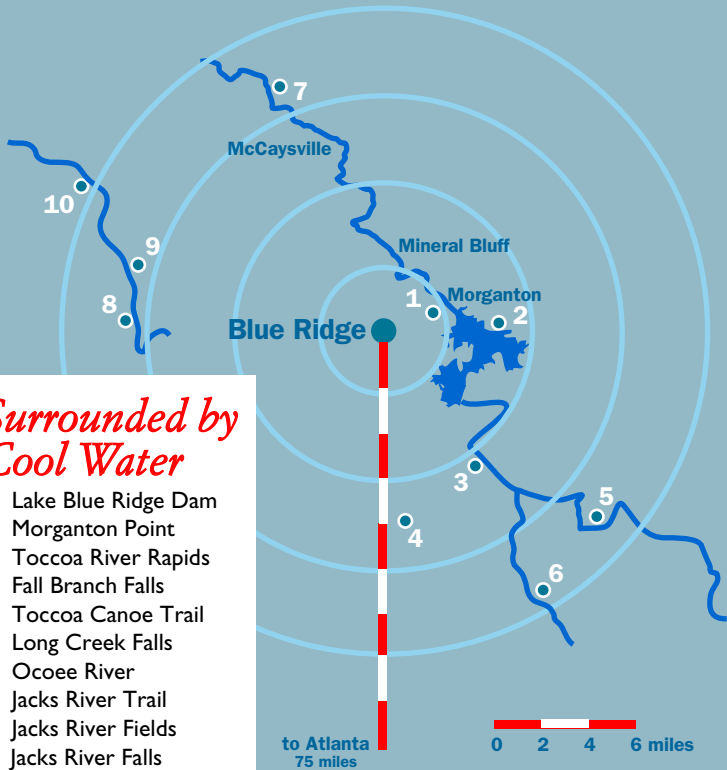 7
McCaysville
10
9
Mineral Bluff
8
1
Morganton
2
Blue Ridge
Surrounded by
Cool Water
3
Lake Blue Ridge Dam
5
Morganton Point
4
Toccoa River Rapids
6
Fall Branch Falls
Toccoa Canoe Trail
Long Creek Falls
Ocoee River
Jacks River Trail
Jacks River Fields
Jacks River Falls
to Atlanta
75 miles
0 2 4 6 miles